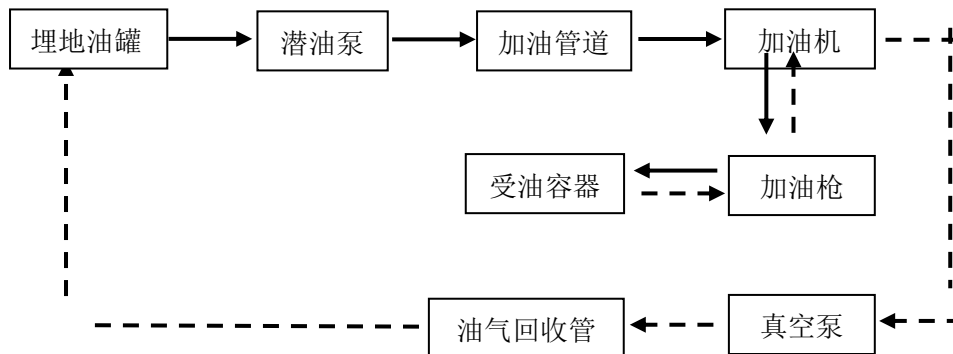 埋地油罐
潜油泵
加油管道
加油机
受油容器
加油枪
油气回收管
真空泵